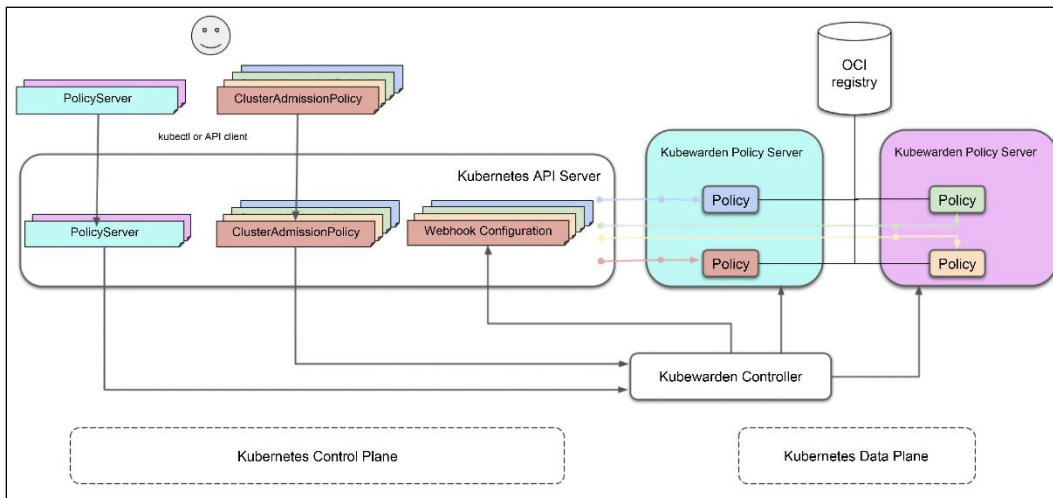 PolicyServer
ClusterAdmissionPolicy
kubectl or API client
OCI
registry
Kubernetes API Server
PolicyServer
ClusterAdmissionPolicy
Webhook Configuration
Kubewarden Policy Server
Policy
Policy
Kubewarden Policy Server
Policy
Policy
Kubewarden Controller
Kubernetes Control Plane
Kubernetes Data Plane